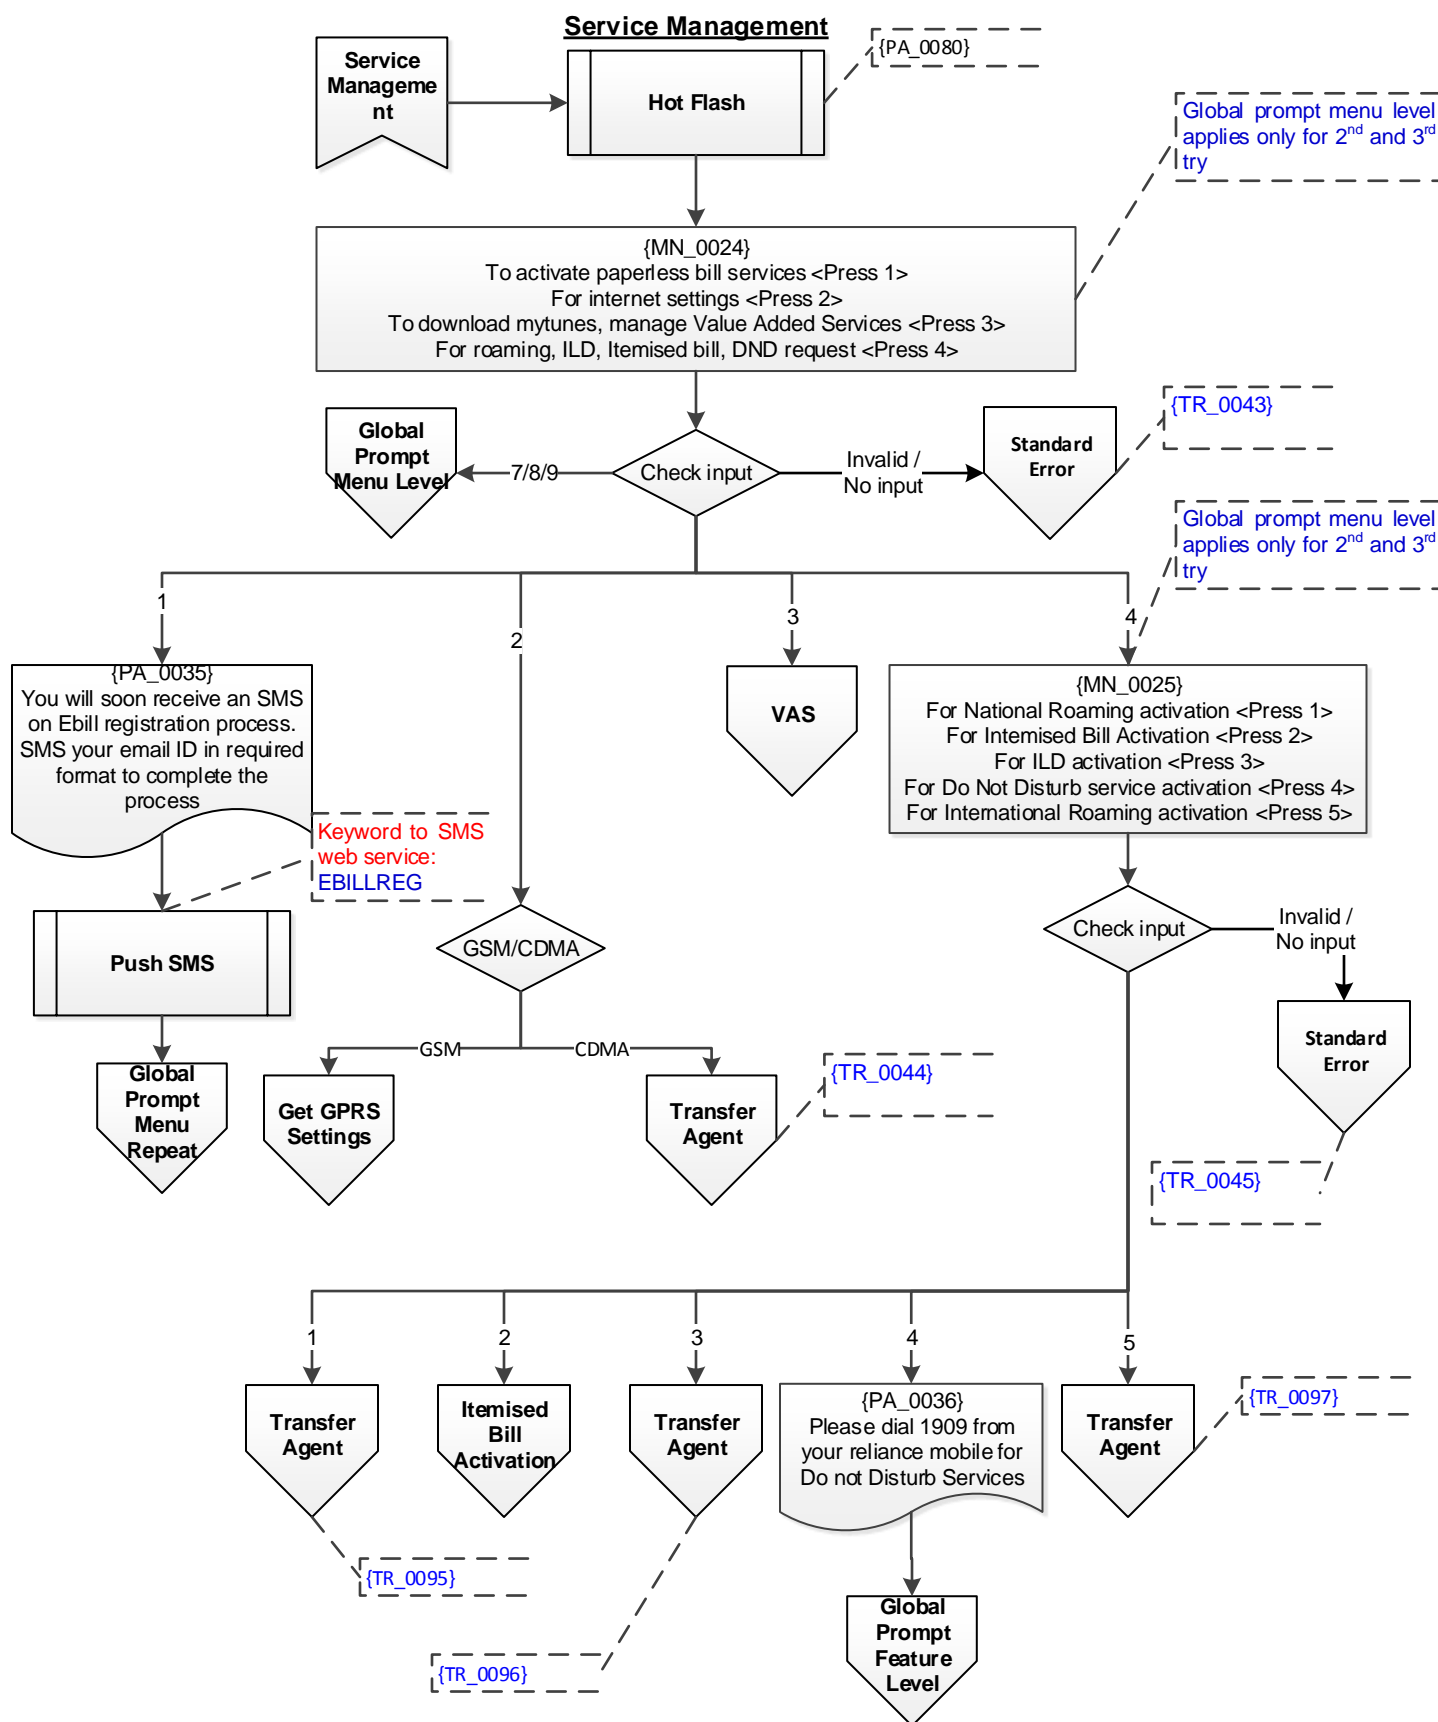 Service Management
Service
Manageme
nt
Hot Flash
{PA_0080}
Global prompt menu level
applies only for 2nd and 3rd
try
{MN_0024}
To activate paperless bill services <Press 1>
For internet settings <Press 2>
To download mytunes, manage Value Added Services <Press 3>
For roaming, ILD, Itemised bill, DND request <Press 4>
Global
Prompt
Menu Level
7/8/9
Check input
Invalid /
No input
Standard
Error
{TR_0043}
Global prompt menu level
applies only for 2nd and 3rd
try
1
2
3
4
{PA_0035}
You will soon receive an SMS
on Ebill registration process.
SMS your email ID in required
format to complete the
process
Keyword to SMS
web service:
EBILLREG
VAS
{MN_0025}
For National Roaming activation <Press 1>
For Intemised Bill Activation <Press 2>
For ILD activation <Press 3>
For Do Not Disturb service activation <Press 4>
For International Roaming activation <Press 5>
Push SMS
GSM/CDMA
Check input
Invalid /
No input
Global
Prompt
Menu
Repeat
GSM
CDMA
Get GPRS
Settings
Transfer
Agent
{TR_0044}
Standard
Error
{TR_0045}
1
2
3
4
5
Transfer
Agent
Itemised
Bill
Activation
Transfer
Agent
{PA_0036}
Please dial 1909 from
your reliance mobile for
Do not Disturb Services
Transfer
Agent
{TR_0097}
{TR_0095}
{TR_0096}
Global
Prompt
Feature
Level